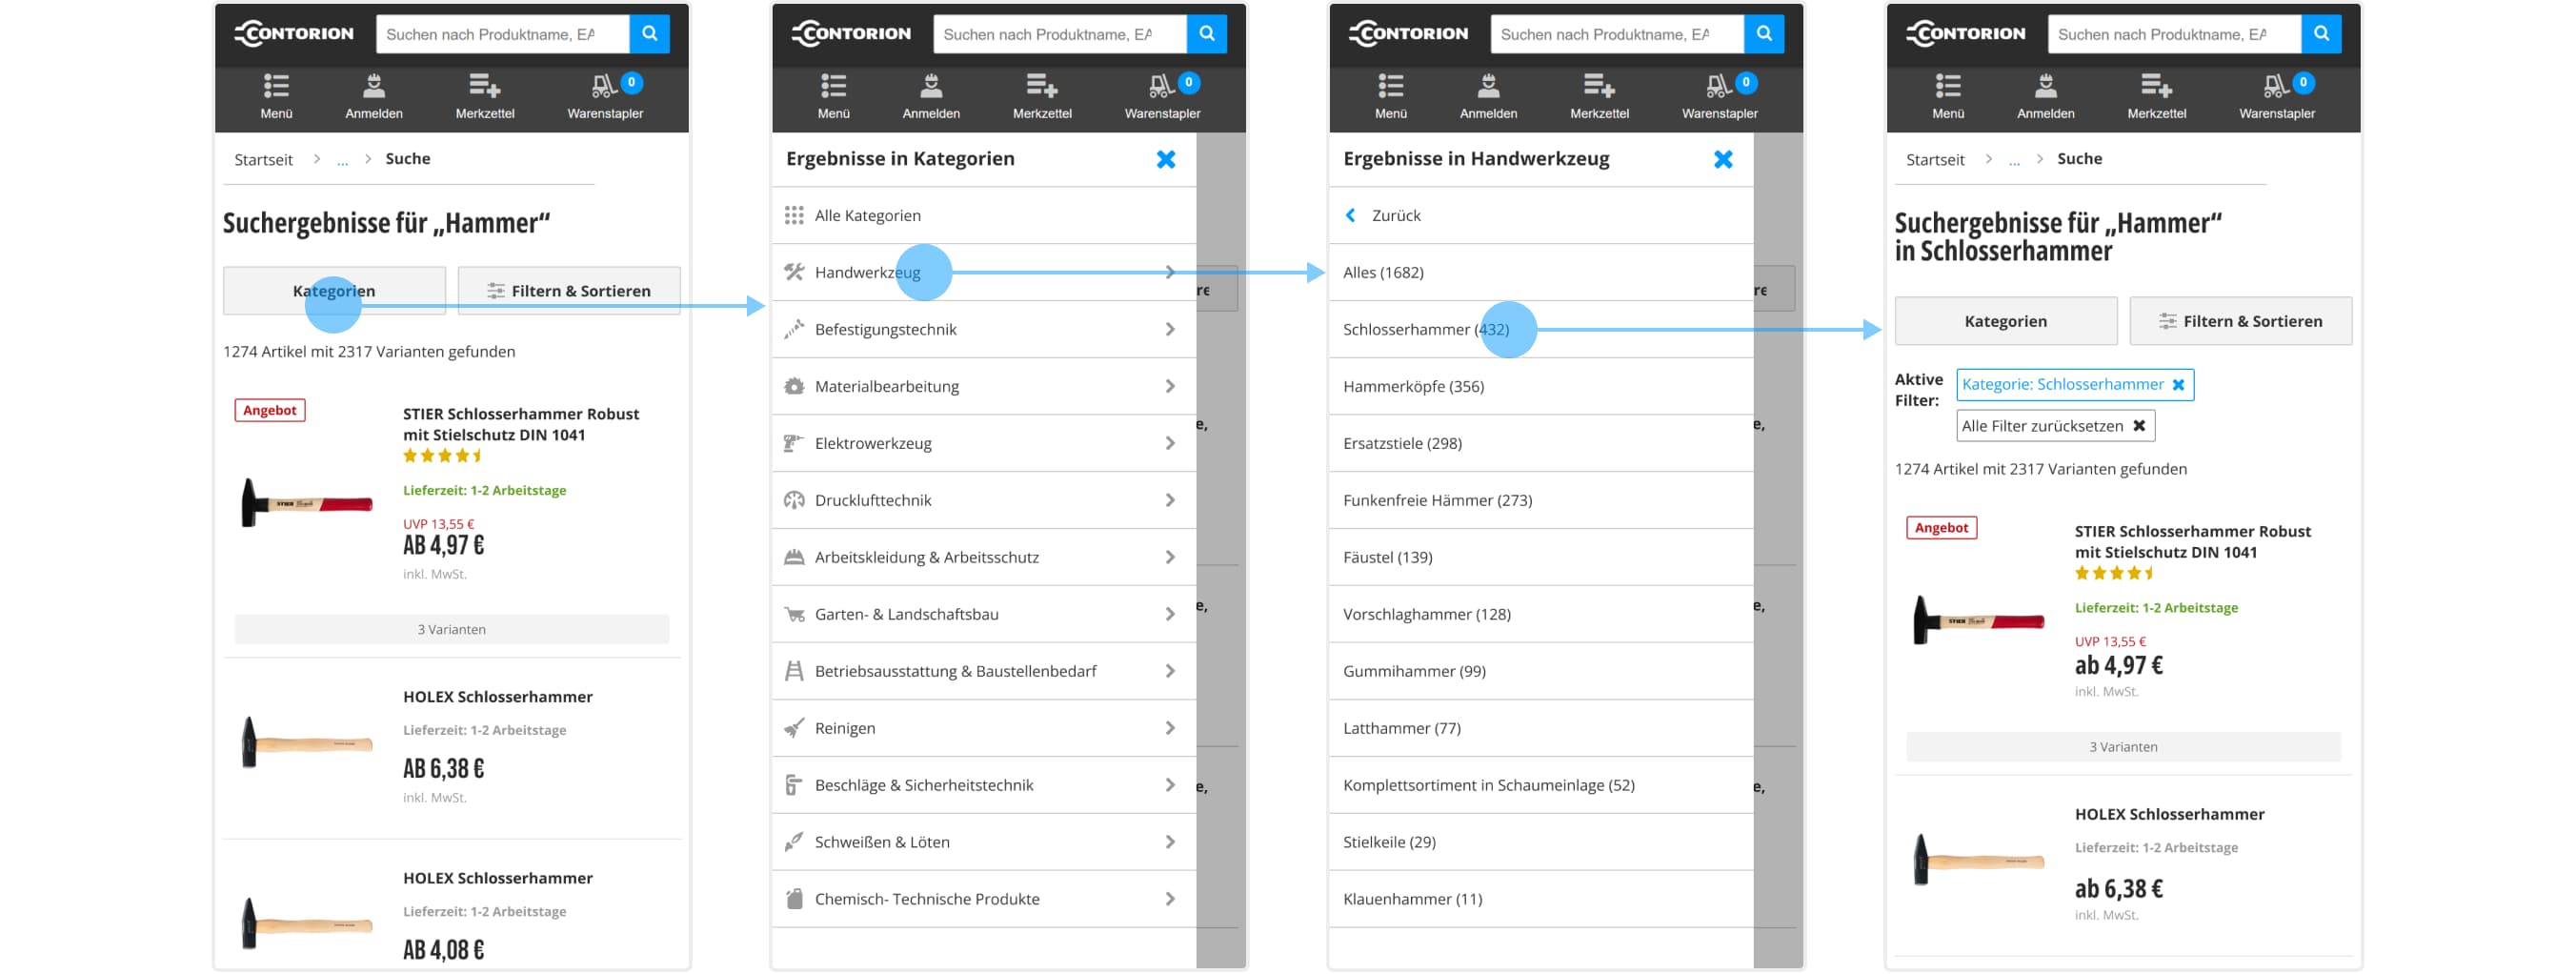 CONTORION
Suchen nach Produktname, EA
Menü
Anmelden
Merkzettel
0
Warenstapler
Startseite
...
Suche
Suchergebnisse für „Hammer“
Kategorien
Filtern & Sortieren
1274 Artikel mit 2317 Varianten gefunden
Angebot
STIER Schlosserhammer Robust
mit Stielschutz DIN 1041
Lieferzeit: 1-2 Arbeitstage
UVP 13,55 €
AB 4,97 €
inkl. MwSt.
STIER
3 Varianten
HOLEX Schlosserhammer
Lieferzeit: 1-2 Arbeitstage
AB 6,38 €
inkl. MwSt.
HOLEX Schlosserhammer
Lieferzeit: 1-2 Arbeitstage
AB 4,08 €
CONTORION
Suchen nach Produktname, EA
Menü
Anmelden
Merkzettel
0
Warenstapler
Ergebnisse in Kategorien
Alle Kategorien
Handwerkzeug
Befestigungstechnik
Materialbearbeitung
Elektrowerkzeug
Drucklufttechnik
Arbeitskleidung & Arbeitsschutz
Garten- & Landschaftsbau
Betriebsausstattung & Baustellenbedarf
Reinigen
Beschläge & Sicherheitstechnik
Schweißen & Löten
Chemisch- Technische Produkte
re
e,
e,
e,
CONTORION
Suchen nach Produktname, EA
Menü
Anmelden
Merkzettel
0
Warenstapler
Ergebnisse in Handwerkzeug
Zurück
Alles (1682)
Schlosserhammer (432)
Hammerköpfe (356)
Ersatzstiele (298)
Funkenfreie Hämmer (273)
Fäustel (139)
Vorschlaghammer (128)
Gummihammer (99)
Latthammer (77)
Komplettsortiment in Schaumeinlage (52)
Stielkeile (29)
Klauenhammer (11)
re
e,
e,
e,
CONTORION
Suchen nach Produktname, EA
Menü
Anmelden
Merkzettel
0
Warenstapler
Startseit
...
Suche
Suchergebnisse für „Hammer“
in Schlosserhammer
Kategorien
Filtern & Sortieren
Aktive
Filter:
Kategorie: Schlosserhammer
Alle Filter zurücksetzen
1274 Artikel mit 2317 Varianten gefunden
Angebot
STIER Schlosserhammer Robust
mit Stielschutz DIN 1041
Lieferzeit: 1-2 Arbeitstage
UVP 13,55 €
ab 4,97 €
inkl. MwSt.
STIER
3 Varianten
HOLEX Schlosserhammer
Lieferzeit: 1-2 Arbeitstage
ab 6,38 €
inkl. MwSt.